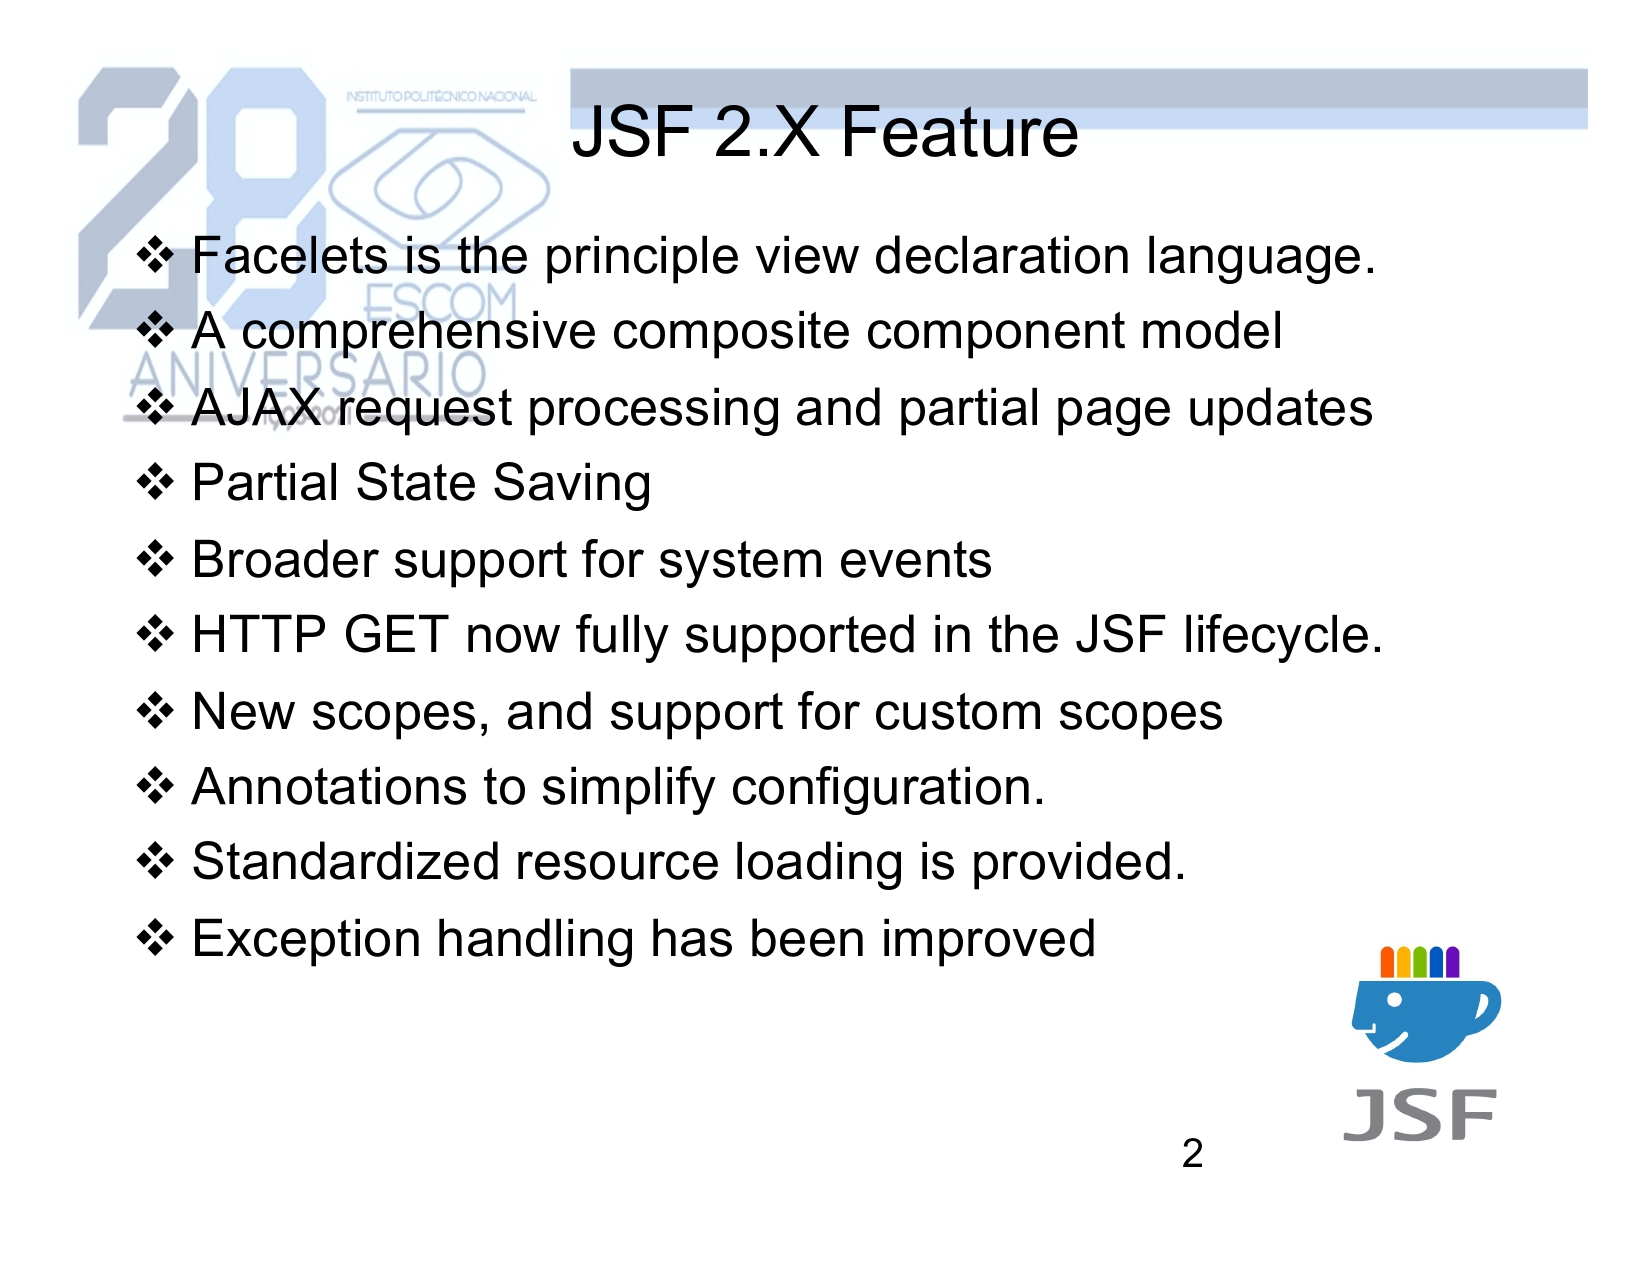 28
INSTITUTO POLITÉCNICO NACIONAL
JSF 2.X Feature
❖ Facelets is the principle view declaration language.
ESCOM
❖ A comprehensive composite component model
ANIVERSARIO
❖ AJAX request processing and partial page updates
❖ Partial State Saving
❖ Broader support for system events
❖ HTTP GET now fully supported in the JSF lifecycle.
❖ New scopes, and support for custom scopes
❖ Annotations to simplify configuration.
❖ Standardized resource loading is provided.
❖ Exception handling has been improved
JSF
2